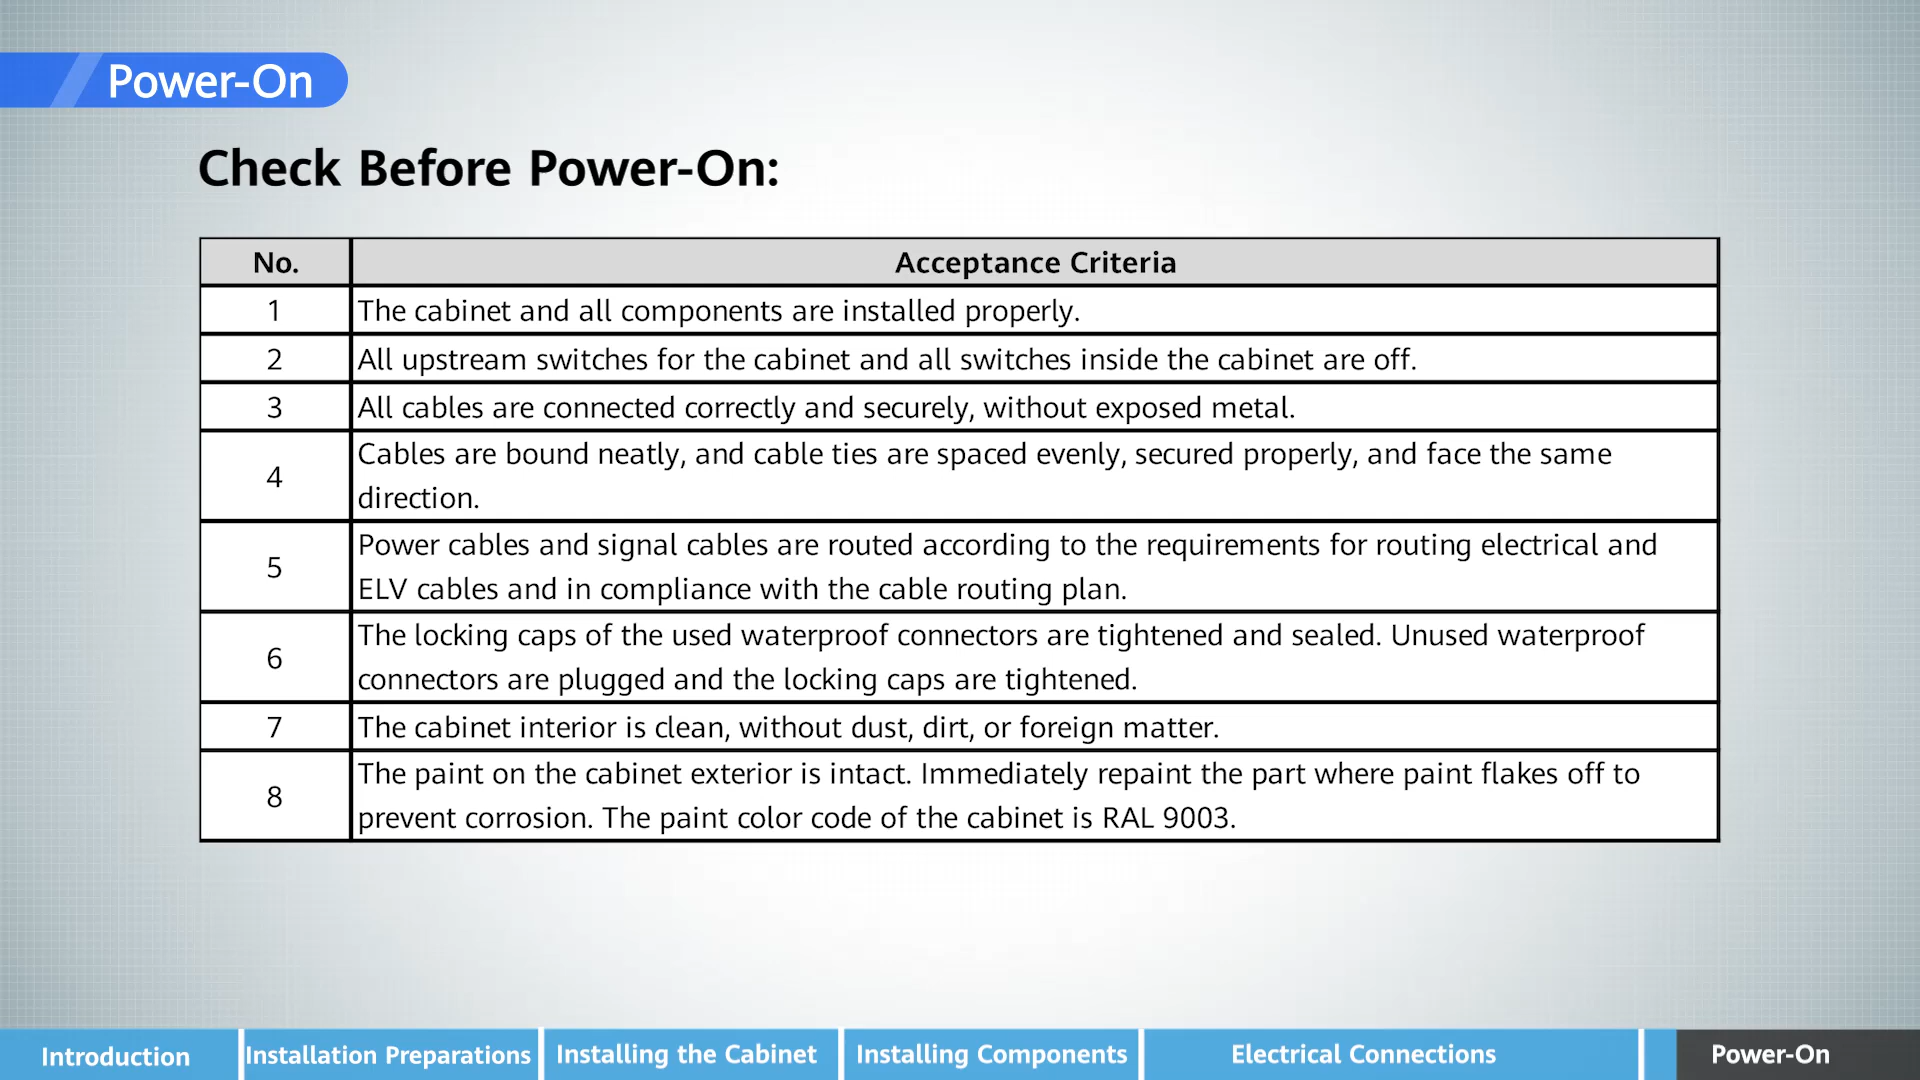 Power-On
Check Before Power-On:
No.
Acceptance Criteria
1
The cabinet and all components are installed properly.
2
All upstream switches for the cabinet and all switches inside the cabinet are off.
3
All cables are connected correctly and securely, without exposed metal.
4
Cables are bound neatly, and cable ties are spaced evenly, secured properly, and face the same
direction.
5
Power cables and signal cables are routed according to the requirements for routing electrical and
ELV cables and in compliance with the cable routing plan.
6
The locking caps of the used waterproof connectors are tightened and sealed. Unused waterproof
connectors are plugged and the locking caps are tightened.
7
The cabinet interior is clean, without dust, dirt, or foreign matter.
8
The paint on the cabinet exterior is intact. Immediately repaint the part where paint flakes off to
prevent corrosion. The paint color code of the cabinet is RAL 9003.
Introduction
Installation Preparations
Installing the Cabinet
Installing Components
Electrical Connections
Power-On